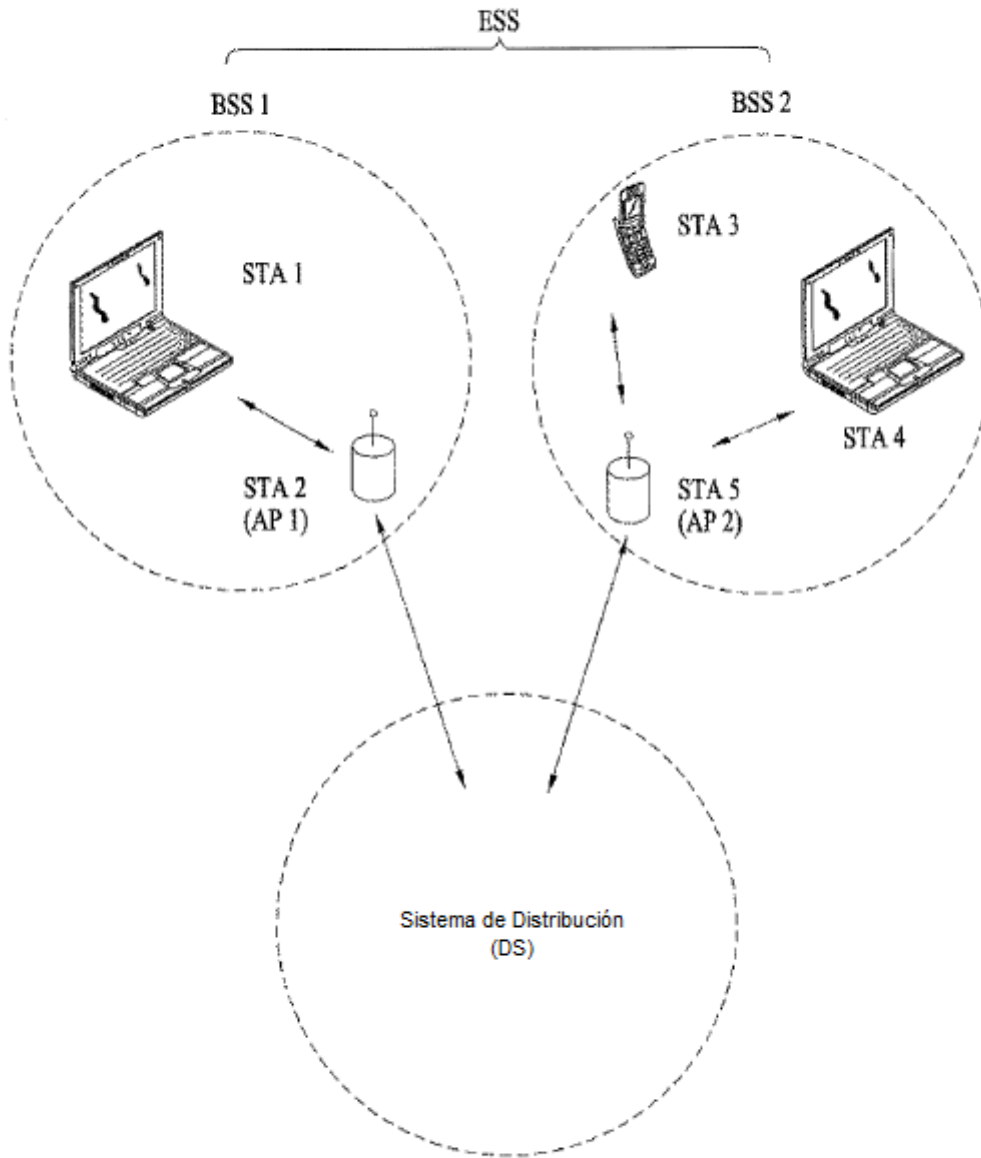 ESS
BSS 1
BSS 2
STA 1
STA 3
STA 4
STA 2
(AP 1)
STA 5
(AP 2)
Sistema de Distribución
(DS)